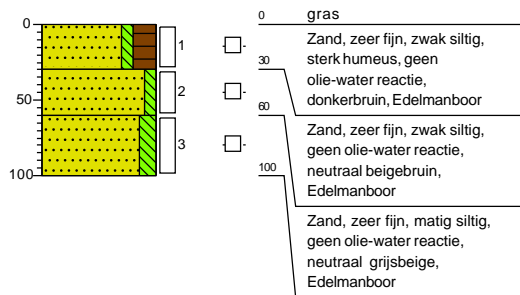 0
50
100
1
2
3
0
gras
Zand, zeer fijn, zwak siltig,
sterk humeus, geen
olie-water reactie,
donkerbruin, Edelmanboor
30
Zand, zeer fijn, zwak siltig,
geen olie-water reactie,
neutraal beigebruin,
Edelmanboor
60
Zand, zeer fijn, matig siltig,
geen olie-water reactie,
neutraal grijsbeige,
Edelmanboor
100